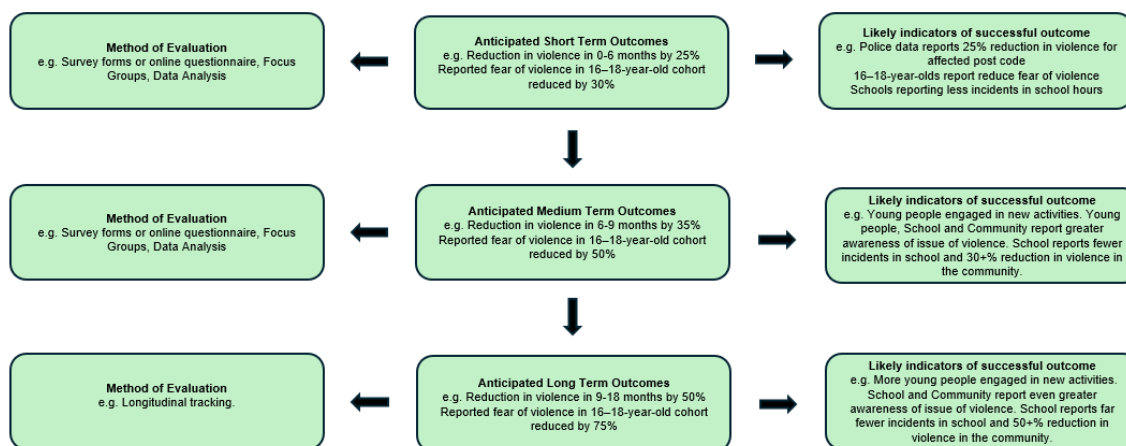 Method of Evaluation
e.g. Survey forms or online questionnaire, Focus
Groups, Data Analysis
Anticipated Short Term Outcomes
e.g. Reduction in violence in 0-6 months by 25%
Reported fear of violence in 16–18-year-old cohort
reduced by 30%
Likely indicators of successful outcome
e.g. Police data reports 25% reduction in violence for
affected post code
16–18-year-olds report reduce fear of violence
Schools reporting less incidents in school hours
Method of Evaluation
e.g. Survey forms or online questionnaire, Focus
Groups, Data Analysis
Anticipated Medium Term Outcomes
e.g. Reduction in violence in 6-9 months by 35%
Reported fear of violence in 16–18-year-old cohort
reduced by 50%
Likely indicators of successful outcome
e.g. Young people engaged in new activities. Young
people, School and Community report greater
awareness of issue of violence. School reports fewer
incidents in school and 30+% reduction in violence in
the community.
Method of Evaluation
e.g. Longitudinal tracking.
Anticipated Long Term Outcomes
e.g. Reduction in violence in 9-18 months by 50%
Reported fear of violence in 16–18-year-old cohort
reduced by 75%
Likely indicators of successful outcome
e.g. More young people engaged in new activities.
School and Community report even greater
awareness of issue of violence. School reports far
fewer incidents in school and 50+% reduction in
violence in the community.